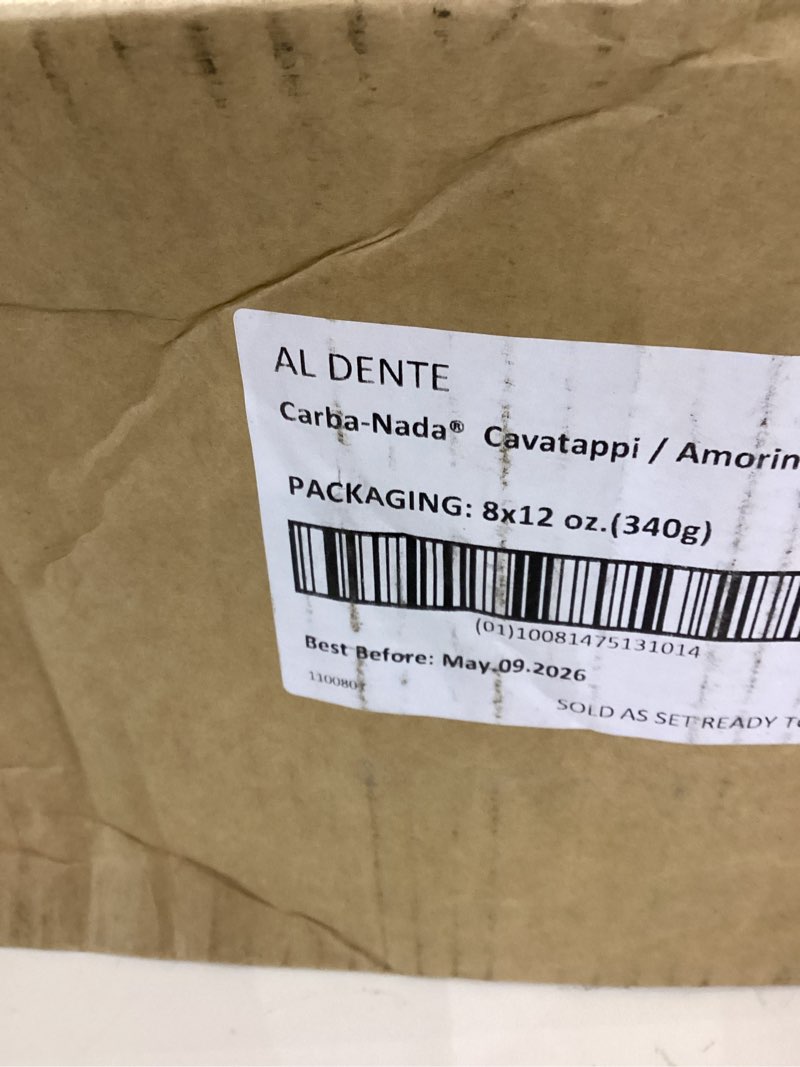 AL DENTE
Carba-Nada® Cavatappi / Amorin
PACKAGING: 8x12 oz.(340g)
(01)10081475131014
Best Before: May.09.2026
SOLD AS SET READY